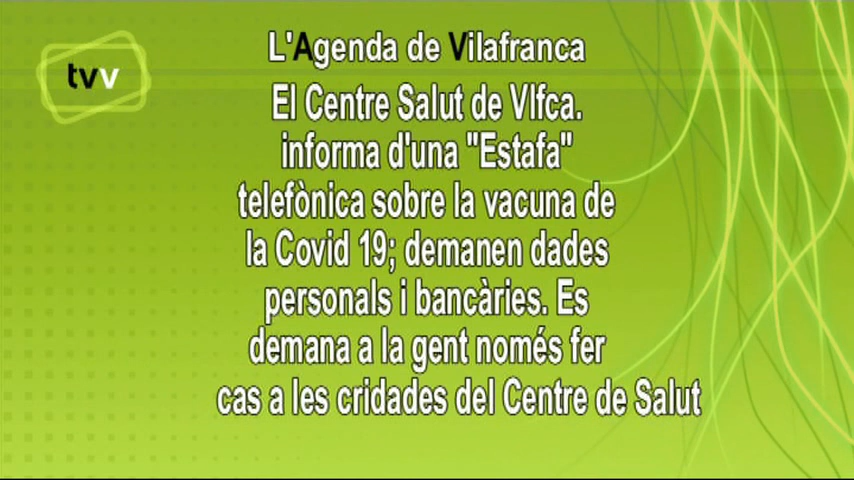 tvv
L'Agenda de Vilafranca
El Centre Salut de Vlfca.
informa d'una "Estafa"
telefònica sobre la vacuna de
la Covid 19; demanen dades
personals i bancàries. Es
demana a la gent només fer
cas a les cridades del Centre de Salut